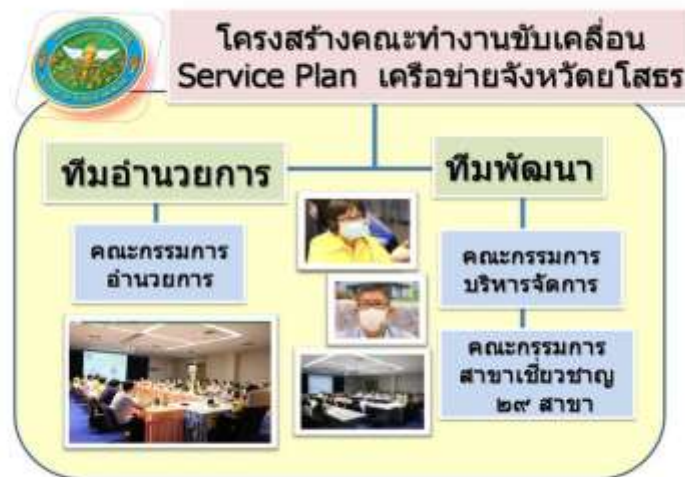 โครงสร้างคณะทำงานขับเคลื่อน
Service Plan เครือข่ายจังหวัดยโสธร
ทีมอำนวยการ
ทีมพัฒนา
คณะกรรมการ
อำนวยการ
คณะกรรมการ
บริหารจัดการ
คณะกรรมการ
สาขาเชี่ยวชาญ
๒๙ สาขา